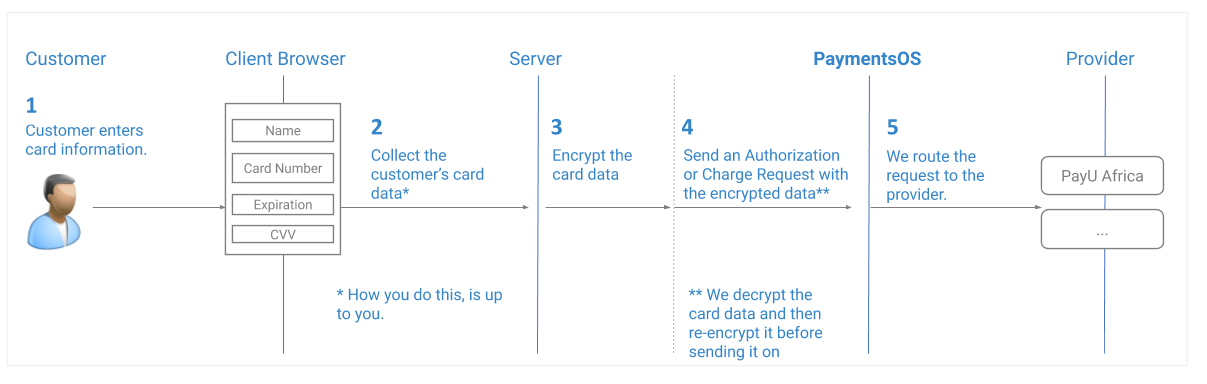 Customer
Client Browser
Server
PaymentsOS
Provider
1
Customer enters
card information.
Name
Card Number
Expiration
CVV
2
Collect the
customer's card
data*
3
Encrypt the
card data
4
Send an Authorization
or Charge Request with
the encrypted data**
5
We route the
request to the
provider.
PayU Africa
...
* How you do this, is up
to you.
** We decrypt the
card data and then
re-encrypt it before
sending it on